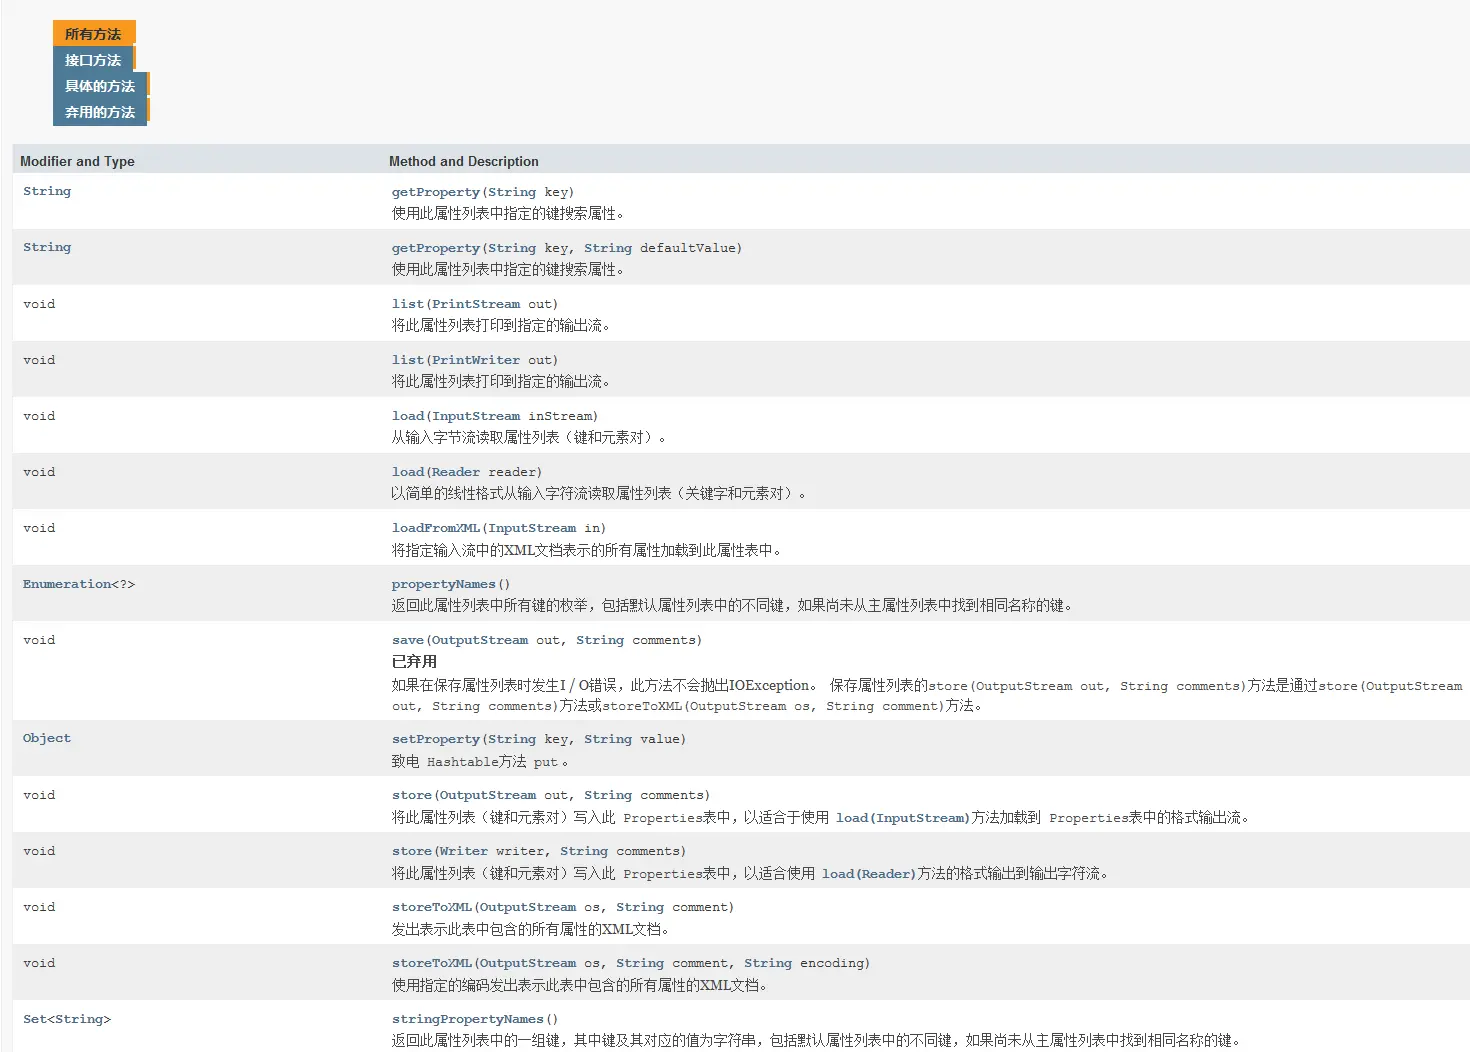 所有方法
接口方法
具体的方法
弃用的方法
Modifier and Type Method and Description
String getProperty(String key)
使用此属性列表中指定的键搜索属性。
String getProperty(String key, String defaultValue)
使用此属性列表中指定的键搜索属性。
void list(PrintStream out)
将此属性列表打印到指定的输出流。
void list(PrintWriter out)
将此属性列表打印到指定的输出流。
void load(InputStream inStream)
从输入字节流读取属性列表（键和元素对）。
void load(Reader reader)
以简单的线性格式从输入字符流读取属性列表（关键字和元素对）。
void loadFromXML(InputStream in)
将指定输入流中的XML文档表示的所有属性加载到此属性表中。
Enumeration<?> propertyNames()
返回此属性列表中所有键的枚举，包括默认属性列表中的不同键，如果尚未从主属性列表中找到相同名称的键。
void save(OutputStream out, String comments)
已弃用
如果在保存属性列表时发生I / O错误，此方法不会抛出IOException。 保存属性列表的store(OutputStream out, String comments)方法是通过store(OutputStream
out, String comments)方法或storeToXML(OutputStream os, String comment)方法。
Object setProperty(String key, String value)
致电 Hashtable方法 put 。
void store(OutputStream out, String comments)
将此属性列表（键和元素对）写入此 Properties表中，以适合于使用 load(InputStream)方法加载到 Properties表中的格式输出流。
void store(Writer writer, String comments)
将此属性列表（键和元素对）写入此 Properties表中，以适合使用 load(Reader)方法的格式输出到输出字符流。
void storeToXML(OutputStream os, String comment)
发出表示此表中包含的所有属性的XML文档。
void storeToXML(OutputStream os, String comment, String encoding)
使用指定的编码发出表示此表中包含的所有属性的XML文档。
Set<String> stringPropertyNames()
返回此属性列表中的一组键，其中键及其对应的值为字符串，包括默认属性列表中的不同键，如果尚未从主属性列表中找到相同名称的键。